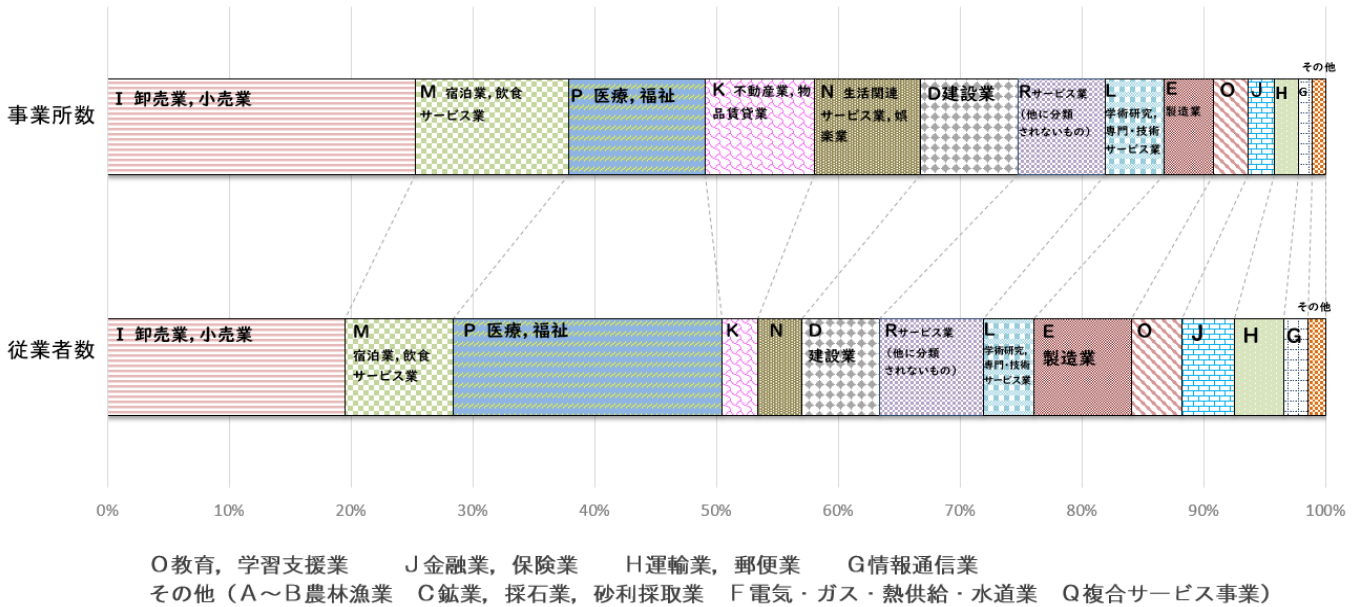 その他
事業所数
I 卸売業，小売業
M 宿泊業，飲食
サービス業
P 医療，福祉
K 不動産業，物
品賃貸業
N 生活関連
サービス業，娯
楽業
D建設業
Rサービス業
（他に分類
されないもの）
L
学術研究，
専門・技術
サービス業
E
製造業
O
J
H
G
その他
従業者数
I 卸売業，小売業
M
宿泊業，飲食
サービス業
P 医療，福祉
K
N
D
建設業
Rサービス業
（他に分類
されないもの）
L
学術研究，
専門・技術
サービス業
E
製造業
O
J
H
G
0% 10% 20% 30% 40% 50% 60% 70% 80% 90% 100%
O教育，学習支援業 J金融業，保険業 H運輸業，郵便業 G情報通信業
その他（A～B農林漁業 C鉱業，採石業，砂利採取業 F電気・ガス・熱供給・水道業 Q複合サービス事業）